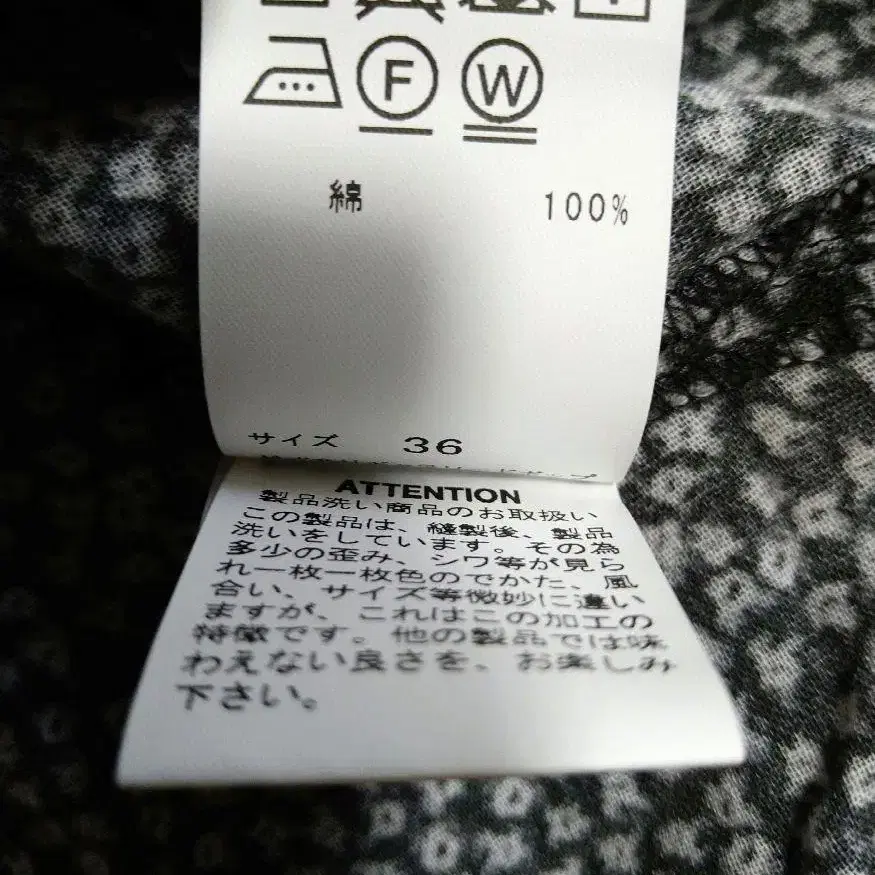 F W
綿 100%
サイズ 36
ATTENTION
製品洗い商品のお取扱い
この製品は、縫製後、製品
洗いをしています。その為
多少の歪み、シワ等が見ら
れ一枚一枚色のでかた、風
合い、サイズ等微妙に違い
ますが、これはこの加工の
特徴です。他の製品では味
わえない良さを、お楽しみ
下さい。